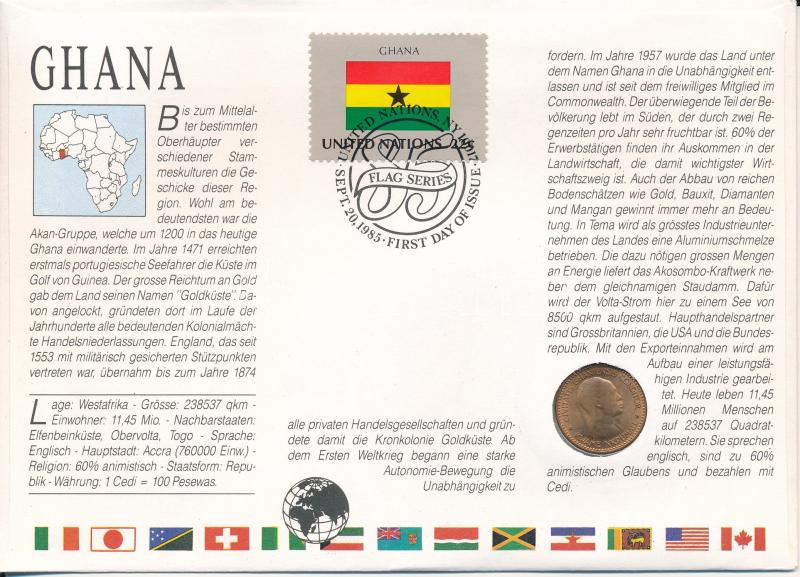 GHANA
Bis zum Mittelal-
ter bestimmten
Oberhäupter ver-
schiedener Stam-
meskulturen die Ge-
schicke dieser Re-
gion. Wohl am be-
deutendsten war die
Akan-Gruppe, welche um 1200 in das heutige
Ghana einwanderte. Im Jahre 1471 erreichten
erstmals portugiesische Seefahrer die Küste im
Golf von Guinea. Der grosse Reichtum an Gold
gab dem Land seinen Namen "Goldküste". Da-
von angelockt, gründeten dort im Laufe der
Jahrhunderte alle bedeutenden Kolonialmäch-
te Handelsniederlassungen. England, das seit
1553 mit militärisch gesicherten Stützpunkten
vertreten war, übernahm bis zum Jahre 1874
Lage: Westafrika - Grösse: 238537 qkm -
Einwohner: 11,45 Mio. - Nachbarstaaten:
Elfenbeinküste, Obervolta, Togo - Sprache:
Englisch - Hauptstadt: Accra (760000 Einw.) -
Religion: 60% animistisch - Staatsform: Repu-
blik - Währung: 1 Cedi = 100 Pesewas.
GHANA
UNITED NATIONS 22c
UNITED NATIONS, NY 10017
FLAG SERIES
SEPT. 20, 1985 · FIRST DAY OF ISSUE
alle privaten Handelsgesellschaften und grün-
dete damit die Kronkolonie Goldküste. Ab
dem Ersten Weltkrieg begann eine starke
Autonomie-Bewegung die
Unabhängigkeit zu
fordern. Im Jahre 1957 wurde das Land unter
dem Namen Ghana in die Unabhängigkeit ent-
lassen und ist seit dem freiwilliges Mitglied im
Commonwealth. Der überwiegende Teil der Be-
völkerung lebt im Süden, der durch zwei Re-
genzeiten pro Jahr sehr fruchtbar ist. 60% der
Erwerbstätigen finden ihr Auskommen in der
Landwirtschaft, die damit wichtigster Wirt-
schaftszweig ist. Auch der Abbau von reichen
Bodenschätzen wie Gold, Bauxit, Diamanten
und Mangan gewinnt immer mehr an Bedeu-
tung. In Tema wird als grösstes Industrieunter-
nehmen des Landes eine Aluminiumschmelze
betrieben. Die dazu nötigen grossen Mengen
an Energie liefert das Akosombo-Kraftwerk ne-
ben dem gleichnamigen Staudamm. Dafür
wird der Volta-Strom hier zu einem See von
8500 qkm aufgestaut. Haupthandelspartner
sind Grossbritannien, die USA und die Bundes-
republik. Mit den Exporteinnahmen wird am
Aufbau einer leistungsfä-
higen Industrie gearbei-
tet. Heute leben 11,45
Millionen Menschen
auf 238537 Quadrat-
kilometern. Sie sprechen
englisch, sind zu 60%
animistischen Glaubens und bezahlen mit
Cedi.